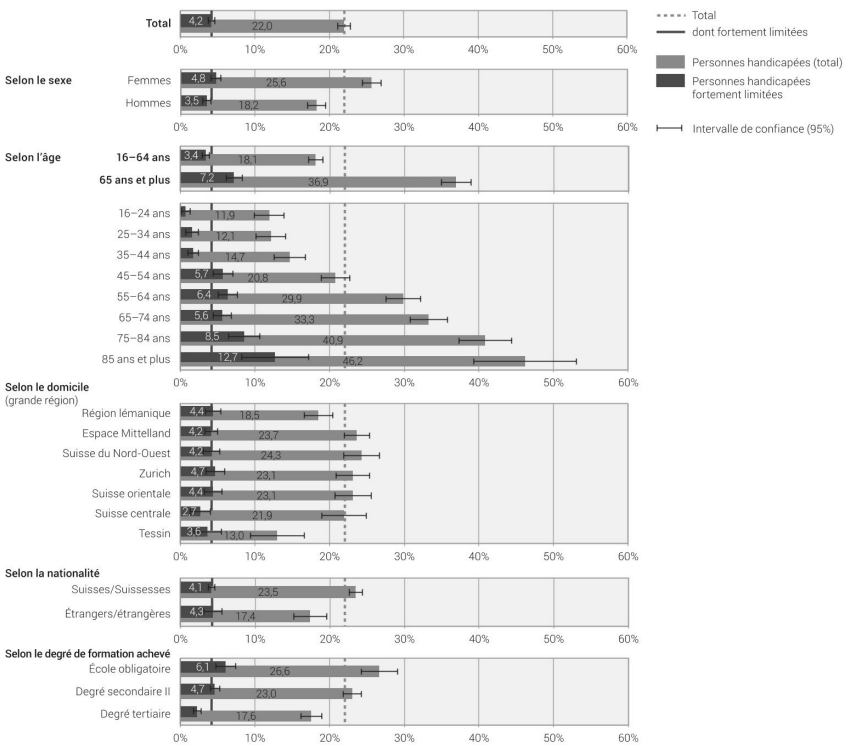 Total 4,2 22,0
0% 10% 20% 30% 40% 50% 60%
Total
dont fortement limitées
Personnes handicapées (total)
Personnes handicapées
fortement limitées
Intervalle de confiance (95%)
Selon le sexe
Femmes 4,8 25,6
Hommes 3,5 18,2
0% 10% 20% 30% 40% 50% 60%
Selon l'âge
16–64 ans 3,4 18,1
65 ans et plus 7,2 36,9
0% 10% 20% 30% 40% 50% 60%
16–24 ans 11,9
25–34 ans 12,1
35–44 ans 14,7
45–54 ans 5,7 20,8
55–64 ans 6,4 29,9
65–74 ans 5,6 33,3
75–84 ans 8,5 40,9
85 ans et plus 12,7 46,2
0% 10% 20% 30% 40% 50% 60%
Selon le domicile
(grande région)
Région lémanique 4,4 18,5
Espace Mittelland 4,2 23,7
Suisse du Nord-Ouest 4,2 24,3
Zurich 4,7 23,1
Suisse orientale 4,4 23,1
Suisse centrale 2,7 21,9
Tessin 3,6 13,0
0% 10% 20% 30% 40% 50% 60%
Selon la nationalité
Suisses/Suissesses 4,1 23,5
Étrangers/étrangères 4,3 17,4
0% 10% 20% 30% 40% 50% 60%
Selon le degré de formation achevé
École obligatoire 6,1 26,6
Degré secondaire II 4,7 23,0
Degré tertiaire 17,6
0% 10% 20% 30% 40% 50% 60%